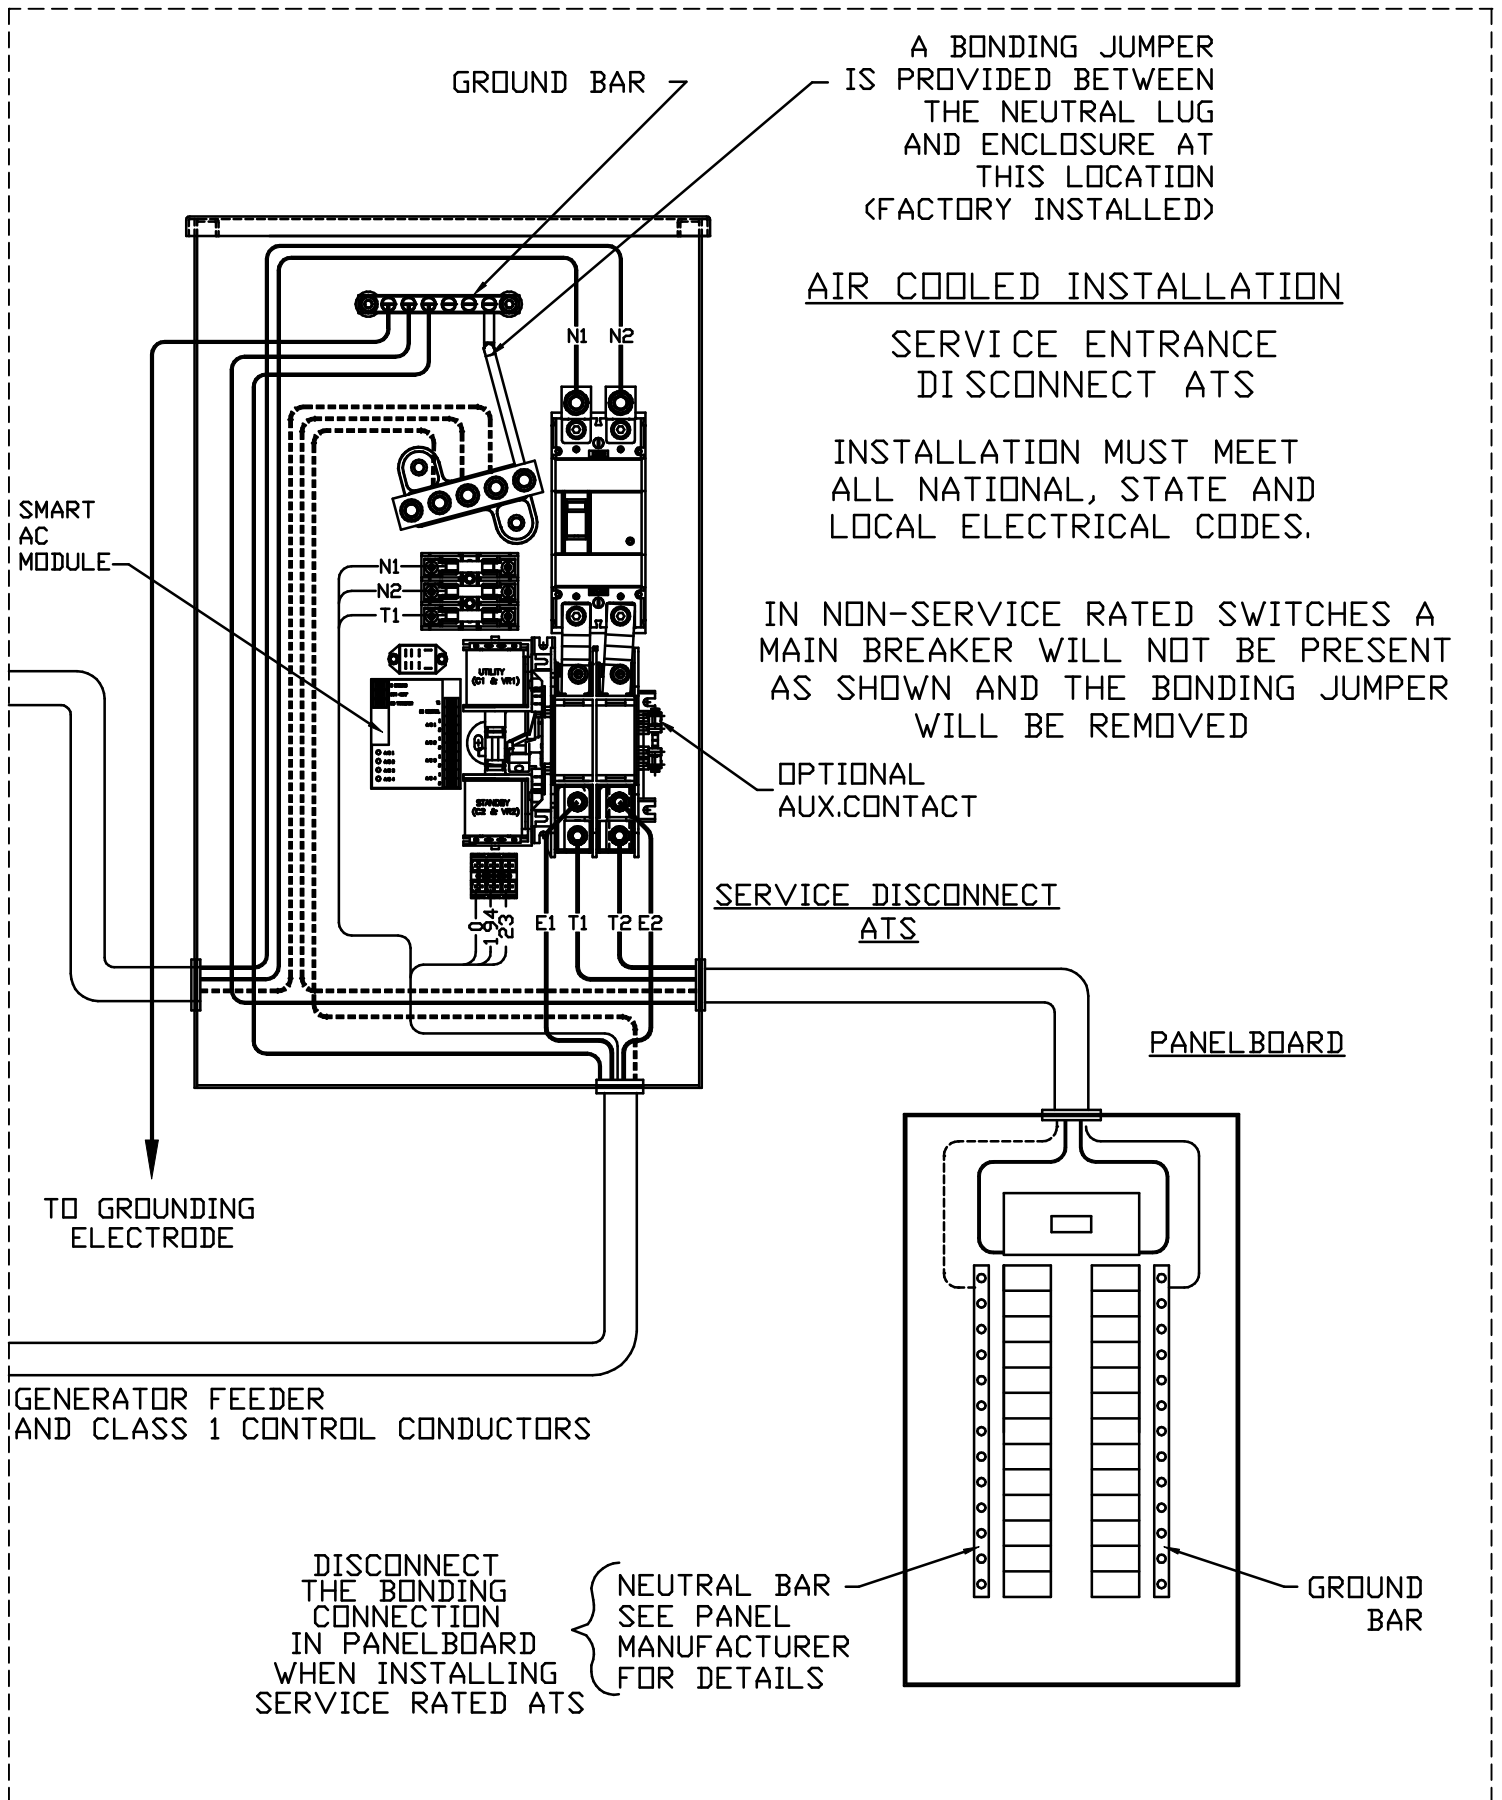 GROUND BAR
A BONDING JUMPER
IS PROVIDED BETWEEN
THE NEUTRAL LUG
AND ENCLOSURE AT
THIS LOCATION
(FACTORY INSTALLED)
AIR COOLED INSTALLATION
SERVICE ENTRANCE
DISCONNECT ATS
INSTALLATION MUST MEET
ALL NATIONAL, STATE AND
LOCAL ELECTRICAL CODES.
IN NON-SERVICE RATED SWITCHES A
MAIN BREAKER WILL NOT BE PRESENT
AS SHOWN AND THE BONDING JUMPER
WILL BE REMOVED
N1 N2
SMART
AC
MODULE
N1
N2
T1
UTILITY
(C1 & VR1)
STANDBY
(C2 & VR2)
OPTIONAL
AUX.CONTACT
0
194
23
E1 T1 T2 E2
SERVICE DISCONNECT
ATS
PANELBOARD
TO GROUNDING
ELECTRODE
GENERATOR FEEDER
AND CLASS 1 CONTROL CONDUCTORS
DISCONNECT
THE BONDING
CONNECTION
IN PANELBOARD
WHEN INSTALLING
SERVICE RATED ATS
NEUTRAL BAR
SEE PANEL
MANUFACTURER
FOR DETAILS
GROUND
BAR